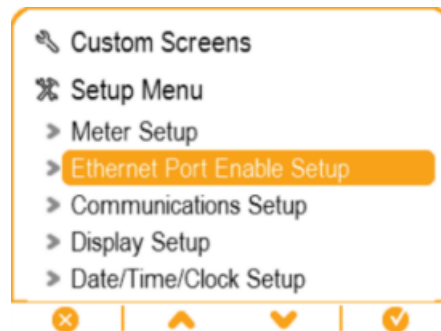 Custom Screens
Setup Menu
Meter Setup
Ethernet Port Enable Setup
Communications Setup
Display Setup
Date/Time/Clock Setup